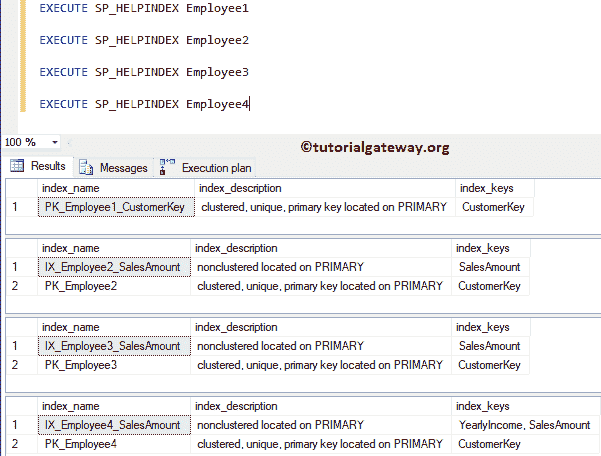 EXECUTE SP_HELPINDEX Employee1
EXECUTE SP_HELPINDEX Employee2
EXECUTE SP_HELPINDEX Employee3
EXECUTE SP_HELPINDEX Employee4
100 %
©tutorialgateway.org
Results Messages Execution plan
index_name index_description index_keys
1 PK_Employee1_CustomerKey clustered, unique, primary key located on PRIMARY CustomerKey
index_name index_description index_keys
1 IX_Employee2_SalesAmount nonclustered located on PRIMARY SalesAmount
2 PK_Employee2 clustered, unique, primary key located on PRIMARY CustomerKey
index_name index_description index_keys
1 IX_Employee3_SalesAmount nonclustered located on PRIMARY SalesAmount
2 PK_Employee3 clustered, unique, primary key located on PRIMARY CustomerKey
index_name index_description index_keys
1 IX_Employee4_SalesAmount nonclustered located on PRIMARY YearlyIncome, SalesAmount
2 PK_Employee4 clustered, unique, primary key located on PRIMARY CustomerKey